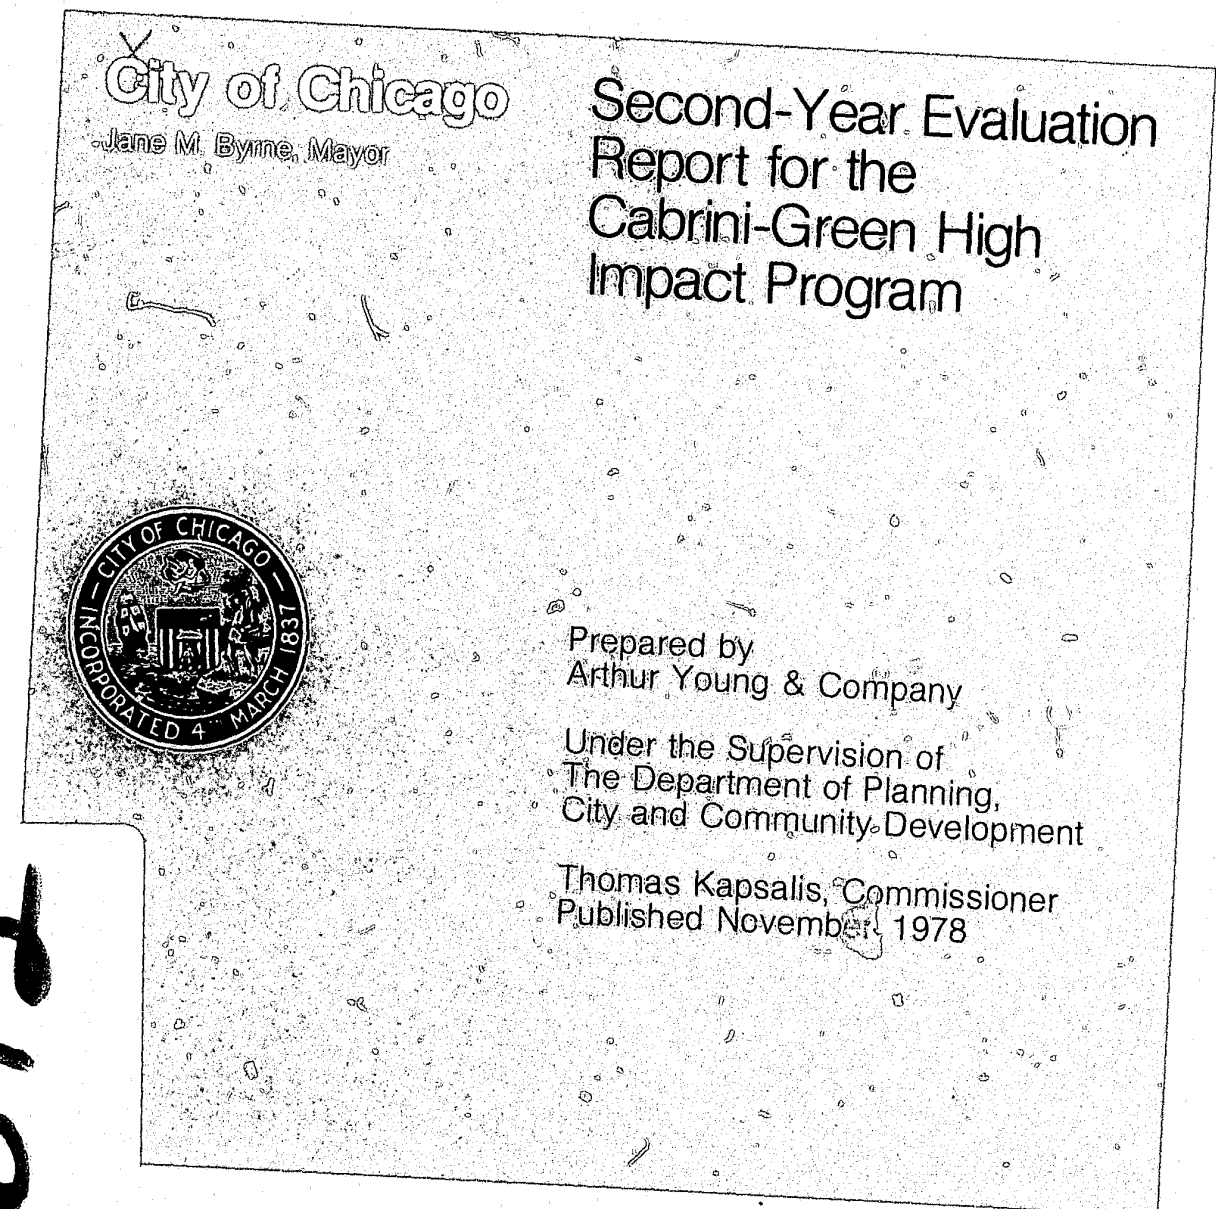 City of Chicago
Jane M. Byrne, Mayor
Second-Year Evaluation
Report for the
Cabrini-Green High
Impact Program
CITY OF CHICAGO
INCORPORATED 4 MARCH 1837
Prepared by
Arthur Young & Company
Under the Supervision of
The Department of Planning,
City and Community Development
Thomas Kapsalis, Commissioner
Published November, 1978